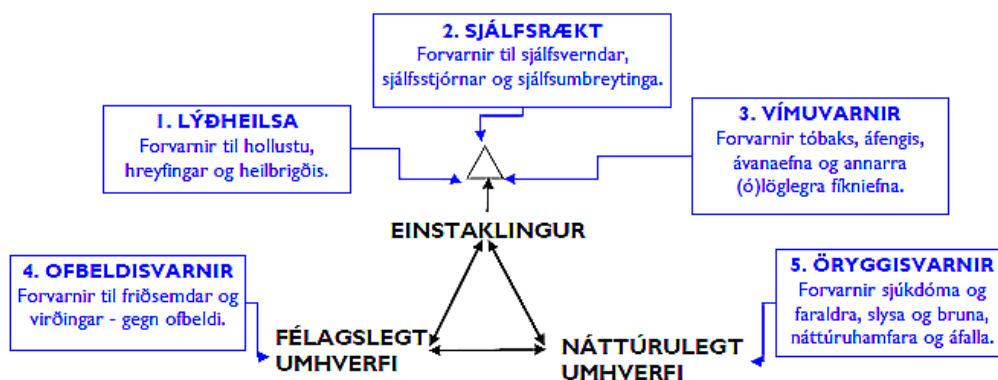 2. SJÁLFSRÆKT
Forvarnir til sjálfsverndar,
sjálfsstjórnar og sjálfsumbreytinga.
1. LÝÐHEILSA
Forvarnir til hollustu,
hreyfingar og heilbrigðis.
3. VÍMUVARNIR
Forvarnir tóbaks, áfengis,
ávanaefna og annarra
(ó)löglegra fíkniefna.
EINSTAKLINGUR
4. OFBELDISVARNIR
Forvarnir til friðsemdar og
virðingar - gegn ofbeldi.
5. ÖRYGGISVARNIR
Forvarnir sjúkdóma og
faraldra, slysa og bruna,
náttúruhamfara og áfalla.
FÉLAGSLEGT
UMHVERFI
NÁTTÚRULEGT
UMHVERFI